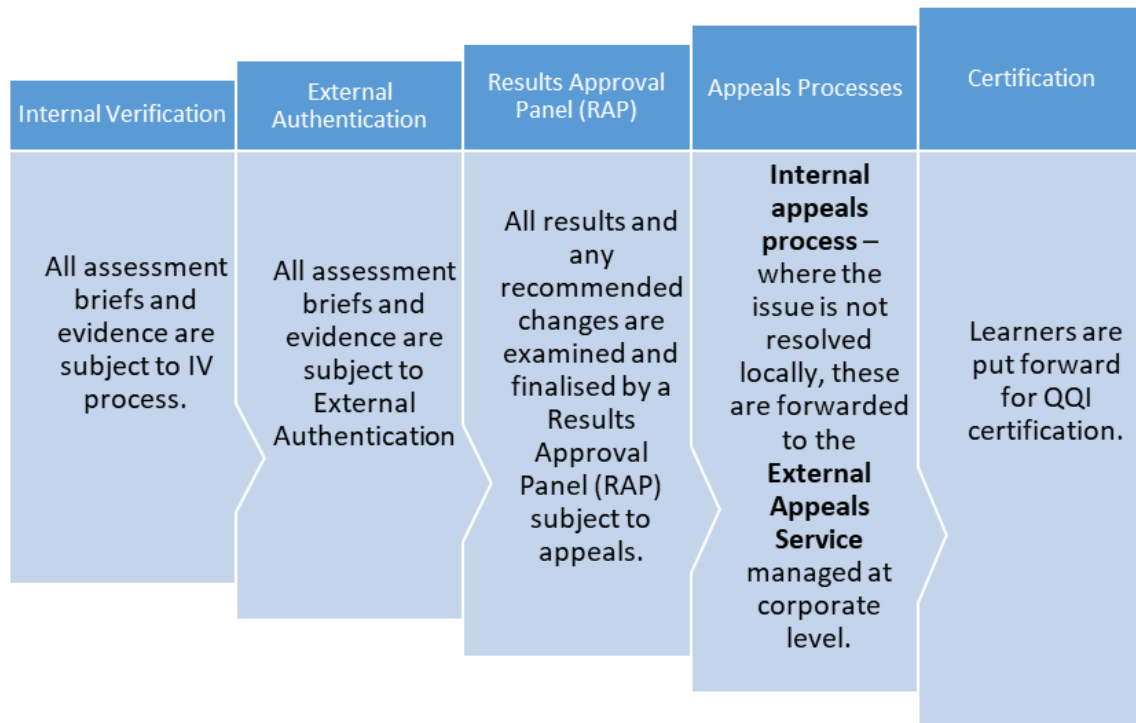 Internal Verification
All assessment
briefs and
evidence are
subject to IV
process.
External
Authentication
All assessment
briefs and
evidence are
subject to
External
Authentication
Results Approval
Panel (RAP)
All results and
any
recommended
changes are
examined and
finalised by a
Results
Approval
Panel (RAP)
subject to
appeals.
Appeals Processes
Internal
appeals
process –
where the
issue is not
resolved
locally, these
are forwarded
to the
External
Appeals
Service
managed at
corporate
level.
Certification
Learners are
put forward
for QQI
certification.